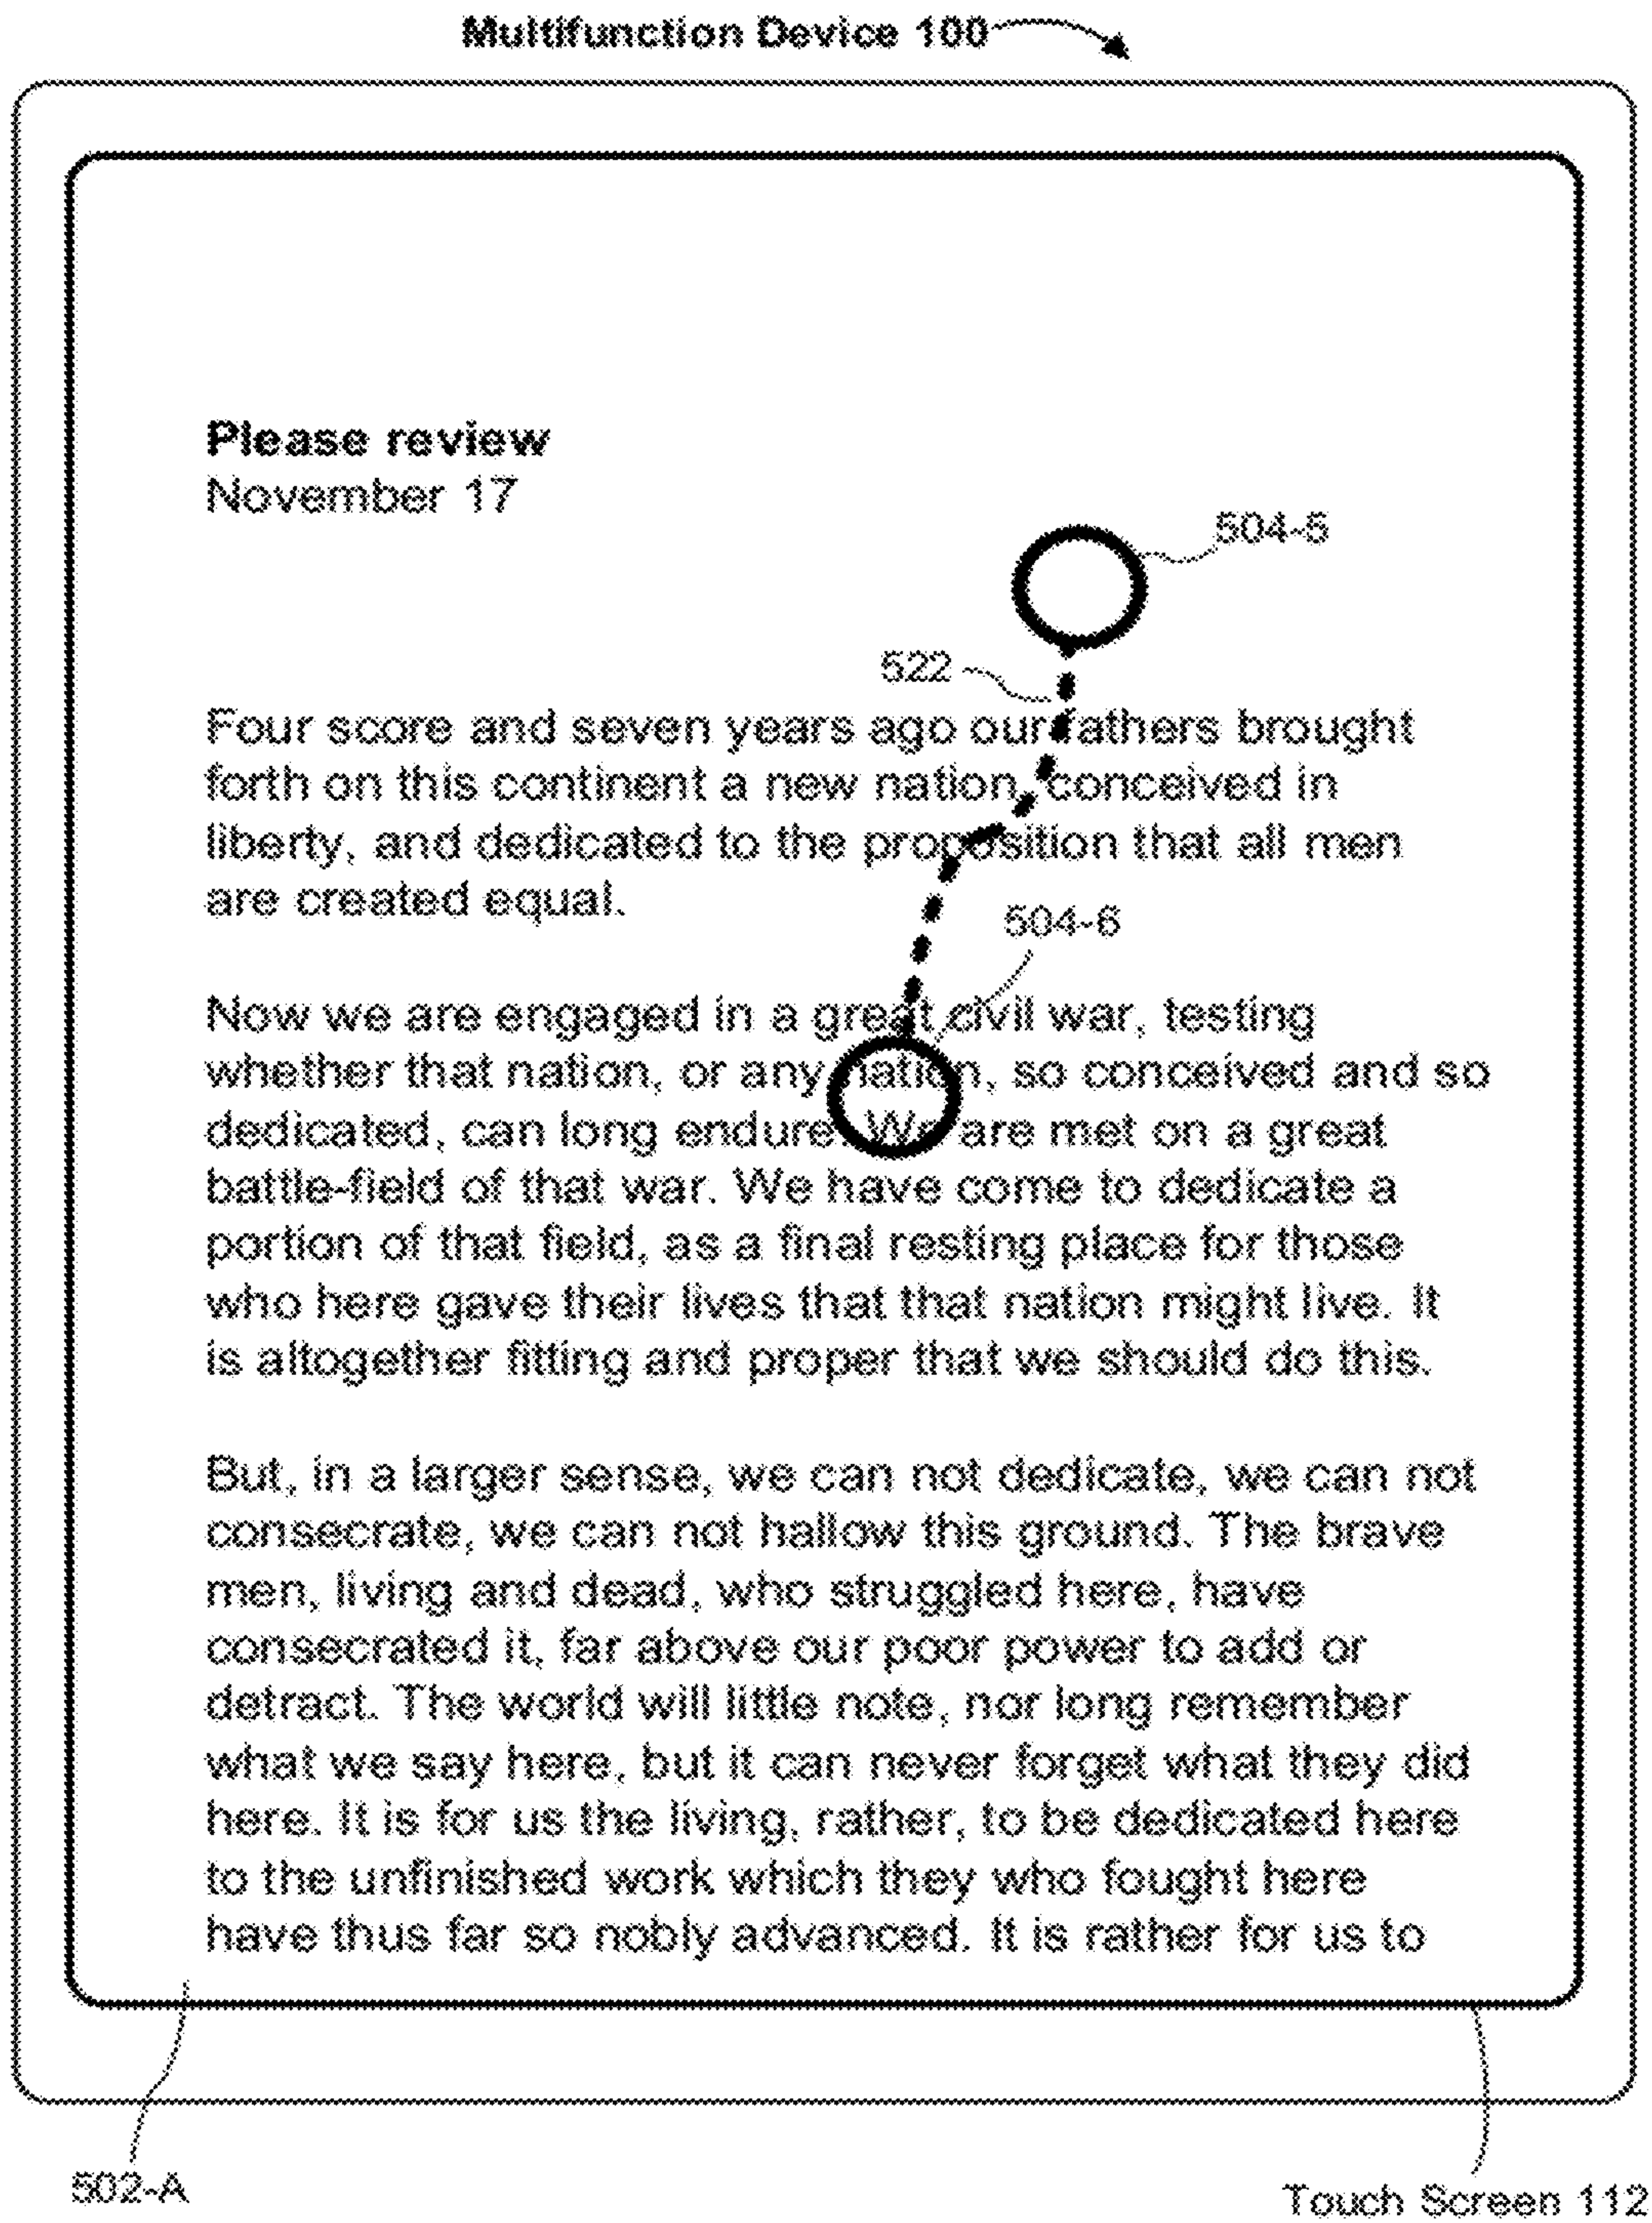 Multifunction Device 100
Please review
November 17
504-5
522
Four score and seven years ago our fathers brought
forth on this continent a new nation, conceived in
liberty, and dedicated to the proposition that all men
are created equal.
504-6
Now we are engaged in a great civil war, testing
whether that nation, or any nation, so conceived and so
dedicated, can long endure. We are met on a great
battle-field of that war. We have come to dedicate a
portion of that field, as a final resting place for those
who here gave their lives that that nation might live. It
is altogether fitting and proper that we should do this.
But, in a larger sense, we can not dedicate, we can not
consecrate, we can not hallow this ground. The brave
men, living and dead, who struggled here, have
consecrated it, far above our poor power to add or
detract. The world will little note, nor long remember
what we say here, but it can never forget what they did
here. It is for us the living, rather, to be dedicated here
to the unfinished work which they who fought here
have thus far so nobly advanced. It is rather for us to
502-A
Touch Screen 112